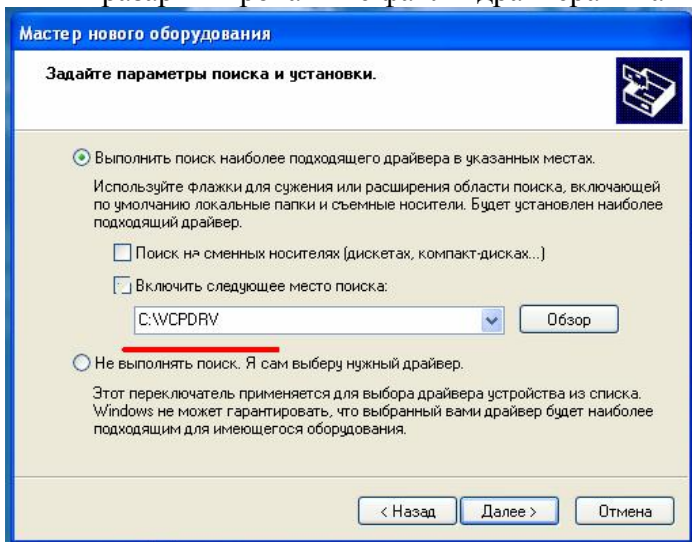 драйвера
Мастер нового оборудования
Задайте параметры поиска и установки.
Выполнить поиск наиболее подходящего драйвера в указанных местах.
Используйте флажки для сужения или расширения области поиска, включающей
по умолчанию локальные папки и съемные носители. Будет установлен наиболее
подходящий драйвер.
Поиск на сменных носителях (дискетах, компакт-дисках...)
Включить следующее место поиска:
C:\VCPDRV
Обзор
Не выполнять поиск. Я сам выберу нужный драйвер.
Этот переключатель применяется для выбора драйвера устройства из списка.
Windows не может гарантировать, что выбранный вами драйвер будет наиболее
подходящим для имеющегося оборудования.
< Назад Далее > Отмена